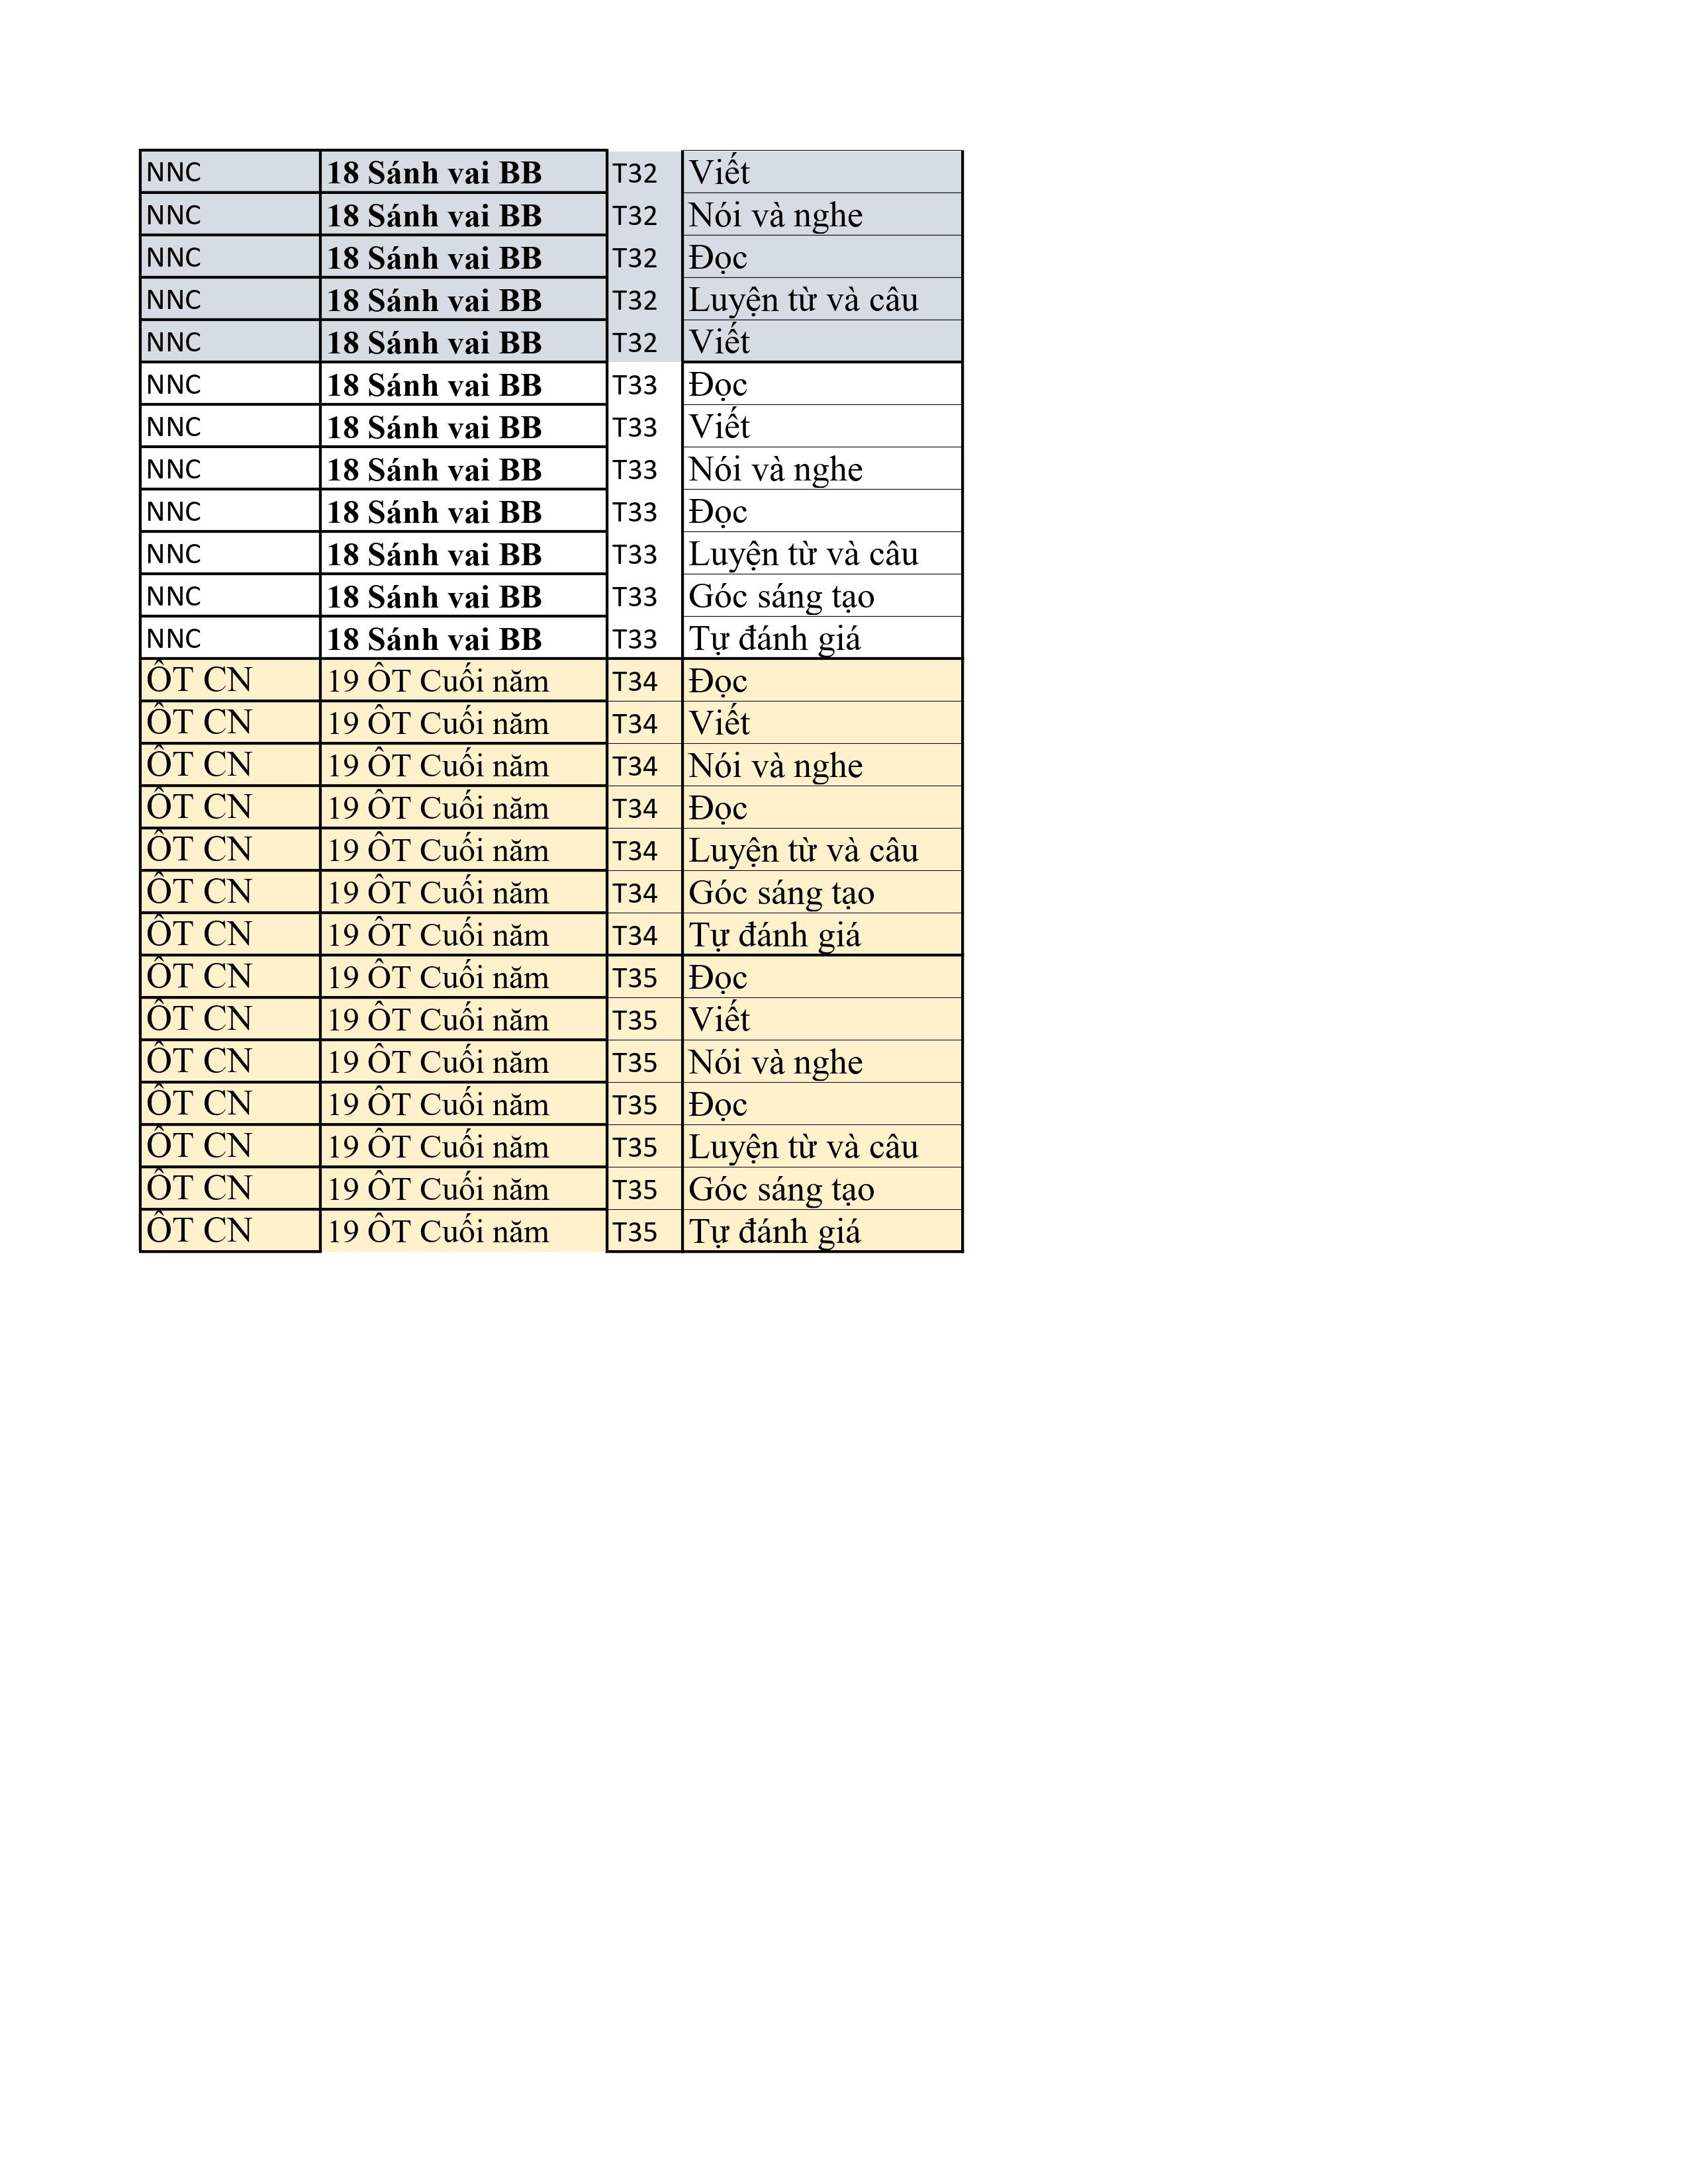 NNC 18 Sánh vai BB T32 Viết
NNC 18 Sánh vai BB T32 Nói và nghe
NNC 18 Sánh vai BB T32 Đọc
NNC 18 Sánh vai BB T32 Luyện từ và câu
NNC 18 Sánh vai BB T32 Viết
NNC 18 Sánh vai BB T33 Đọc
NNC 18 Sánh vai BB T33 Viết
NNC 18 Sánh vai BB T33 Nói và nghe
NNC 18 Sánh vai BB T33 Đọc
NNC 18 Sánh vai BB T33 Luyện từ và câu
NNC 18 Sánh vai BB T33 Góc sáng tạo
NNC 18 Sánh vai BB T33 Tự đánh giá
ÔT CN 19 ÔT Cuối năm T34 Đọc
ÔT CN 19 ÔT Cuối năm T34 Viết
ÔT CN 19 ÔT Cuối năm T34 Nói và nghe
ÔT CN 19 ÔT Cuối năm T34 Đọc
ÔT CN 19 ÔT Cuối năm T34 Luyện từ và câu
ÔT CN 19 ÔT Cuối năm T34 Góc sáng tạo
ÔT CN 19 ÔT Cuối năm T34 Tự đánh giá
ÔT CN 19 ÔT Cuối năm T35 Đọc
ÔT CN 19 ÔT Cuối năm T35 Viết
ÔT CN 19 ÔT Cuối năm T35 Nói và nghe
ÔT CN 19 ÔT Cuối năm T35 Đọc
ÔT CN 19 ÔT Cuối năm T35 Luyện từ và câu
ÔT CN 19 ÔT Cuối năm T35 Góc sáng tạo
ÔT CN 19 ÔT Cuối năm T35 Tự đánh giá